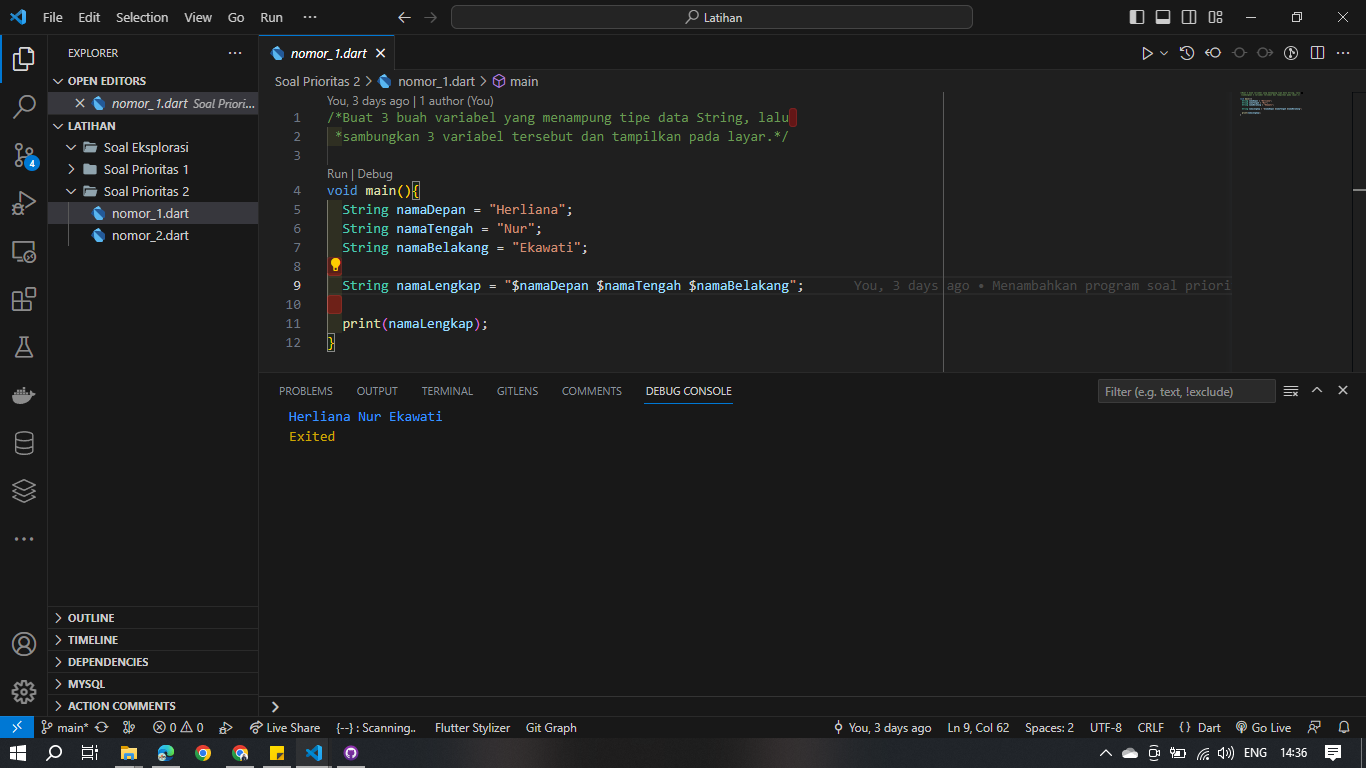 File Edit Selection View Go Run ··· Latihan
EXPLORER ···
OPEN EDITORS
nomor_1.dart Soal Priori...
LATIHAN
Soal Eksplorasi
Soal Prioritas 1
Soal Prioritas 2
nomor_1.dart
nomor_2.dart
4
OUTLINE
TIMELINE
DEPENDENCIES
MYSQL
ACTION COMMENTS
nomor_1.dart
Soal Prioritas 2 > nomor_1.dart > main
You, 3 days ago | 1 author (You)
1 /*Buat 3 buah variabel yang menampung tipe data String, lalu
2 *sambungkan 3 variabel tersebut dan tampilkan pada layar.*/
3
Run | Debug
4 void main(){
5 String namaDepan = "Herliana";
6 String namaTengah = "Nur";
7 String namaBelakang = "Ekawati";
8
9 String namaLengkap = "$namaDepan $namaTengah $namaBelakang"; You, 3 days ago • Menambahkan program soal priori
10
11 print(namaLengkap);
12 }
PROBLEMS OUTPUT TERMINAL GITLENS COMMENTS DEBUG CONSOLE Filter (e.g. text, !exclude)
Herliana Nur Ekawati
Exited
>
main* 0 0 Live Share {--} : Scanning.. Flutter Stylizer Git Graph You, 3 days ago Ln 9, Col 62 Spaces: 2 UTF-8 CRLF {} Dart Go Live
ENG 14:36